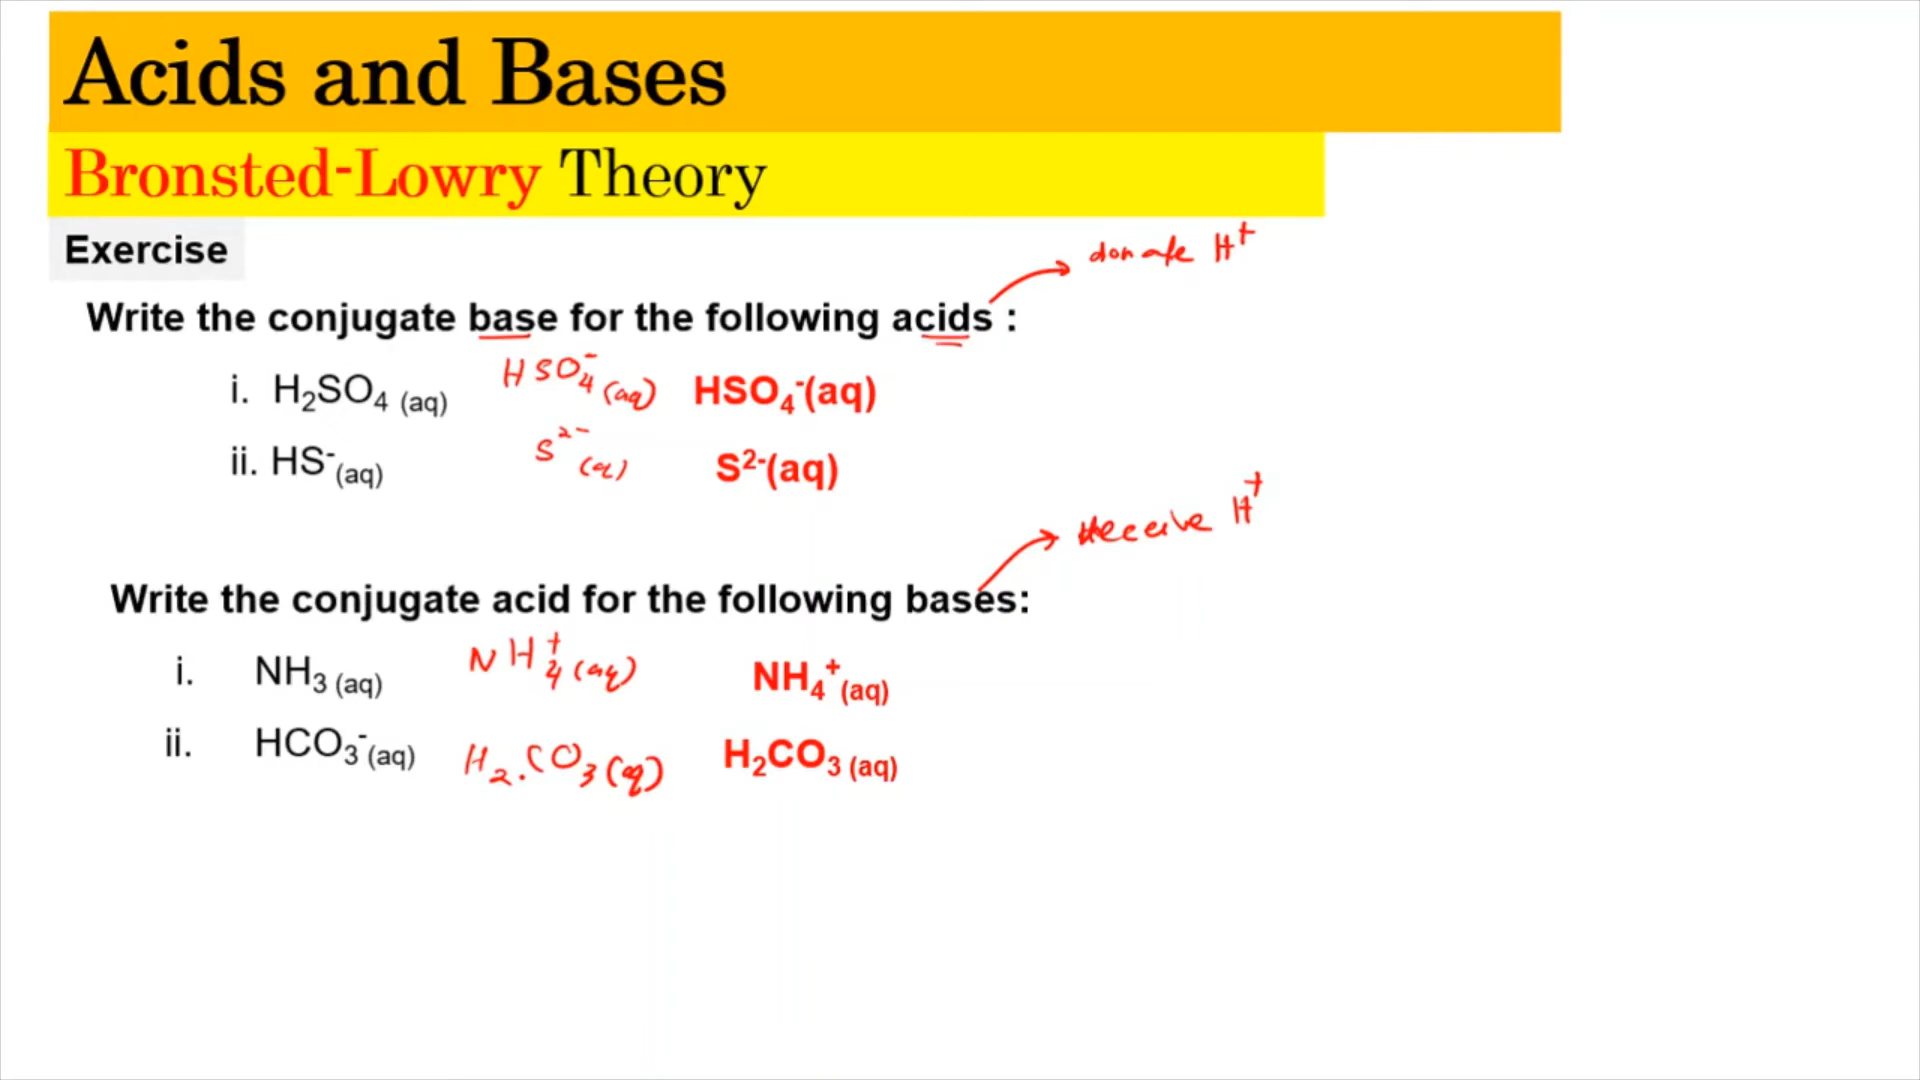 Acids and Bases
Bronsted-Lowry Theory
Exercise
donate H⁺
Write the conjugate base for the following acids :
i. H₂SO₄ (aq) HSO₄⁻(aq) HSO₄⁻(aq)
ii. HS⁻(aq) S²⁻(aq) S²⁻(aq)
Receive H⁺
Write the conjugate acid for the following bases:
i. NH₃ (aq) NH₄⁺(aq) NH₄⁺(aq)
ii. HCO₃⁻(aq) H₂CO₃(aq) H₂CO₃ (aq)